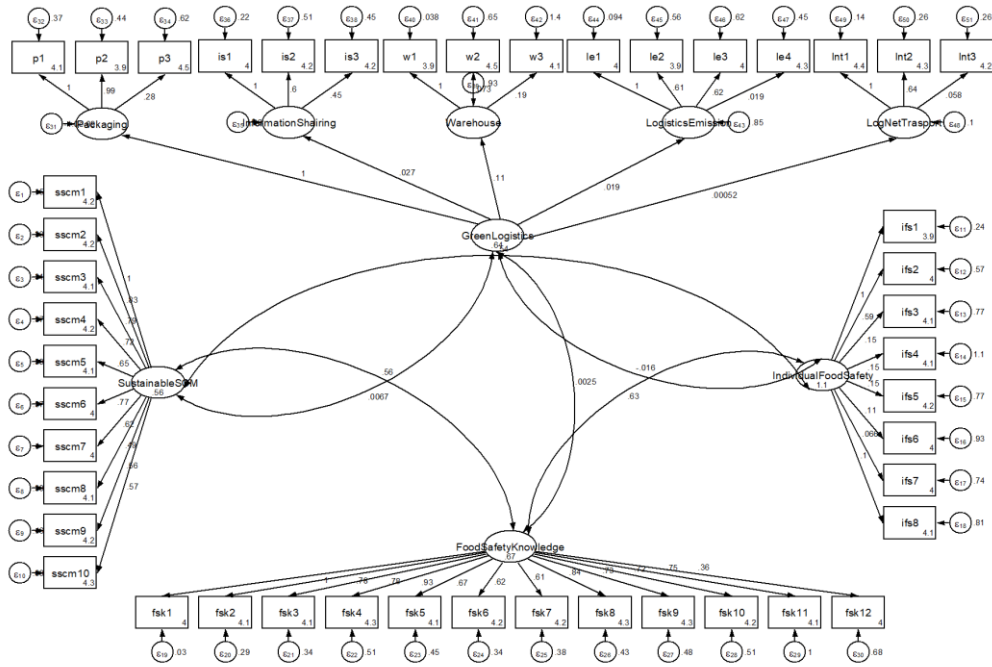 ε32 .37 ε33 .44 ε34 .62 ε36 .22 ε37 .51 ε38 .45 ε40 .038 ε41 .65 ε42 1.4 ε44 .094 ε45 .56 ε46 .62 ε47 .45 ε49 .14 ε50 .26 ε51 .26
p1 4.1 p2 3.9 p3 4.5 is1 4 is2 4.2 is3 4.2 w1 3.9 w2 4.5 w3 4.1 le1 4 le2 3.9 le3 4 le4 4.3 lnt1 4.4 lnt2 4.3 lnt3 4.2
1 .99 .28 1 .6 .45 1 .93 .19 1 .61 .62 .019 1 .64 .058
ε31 Packaging InformationShairing Warehouse LogisticsEmission ε43 .85 LogNetTrasport ε48 .1
1 .027 .11 .019 .00052
GreenLogistics
.64
ε1 sscm1 4.2
ε2 sscm2 4.2
ε3 sscm3 4.1
ε4 sscm4 4.2
ε5 sscm5 4.1
ε6 sscm6 4
ε7 sscm7 4
ε8 sscm8 4.1
ε9 sscm9 4.2
ε10 sscm10 4.3
1
.83
.79
.72
.65
.77
.62
.49
.56
.57
SustainableSCM
.56
.56
.0067
.0025
-.016
.63
IndividualFoodSafety
1.1
1
.59
.15
.15
.15
.11
.066
.1
ifs1 3.9 ε11 .24
ifs2 4 ε12 .57
ifs3 4.1 ε13 .77
ifs4 4.1 ε14 1.1
ifs5 4.2 ε15 .77
ifs6 4 ε16 .93
ifs7 4 ε17 .74
ifs8 4.1 ε18 .81
FoodSafetyKnowledge
.67
1 .78 .78 .93 .67 .62 .61 .84 .73 .72 .75 .36
fsk1 4 fsk2 4.1 fsk3 4.1 fsk4 4.3 fsk5 4.1 fsk6 4.2 fsk7 4.2 fsk8 4.3 fsk9 4.3 fsk10 4.2 fsk11 4.1 fsk12 4
ε19 .03 ε20 .29 ε21 .34 ε22 .51 ε23 .45 ε24 .34 ε25 .38 ε26 .43 ε27 .48 ε28 .51 ε29 1 ε30 .68